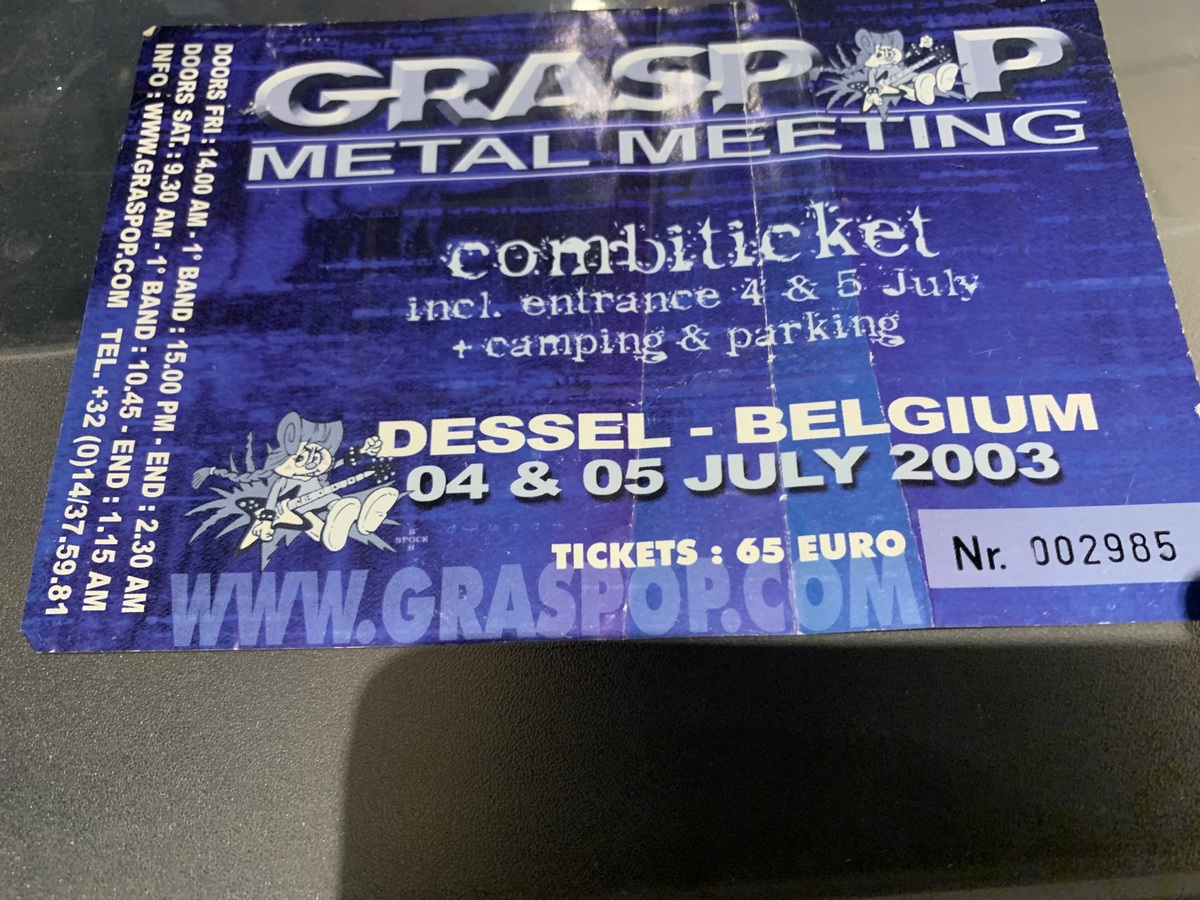 GRASPOP
METAL MEETING
combiticket
incl. entrance 4 & 5 July
+ camping & parking
DESSEL - BELGIUM
04 & 05 JULY 2003
TICKETS : 65 EURO
Nr. 002985
WWW.GRASPOP.COM
B
SPOCK
B
DOORS FRI : 14.00 AM - 1° BAND : 15.00 PM - END : 2.30 AM
DOORS SAT. : 9.30 AM - 1° BAND : 10.45 - END : 1.15 AM
INFO : WWW.GRASPOP.COM TEL. +32 (0)14/37.59.81